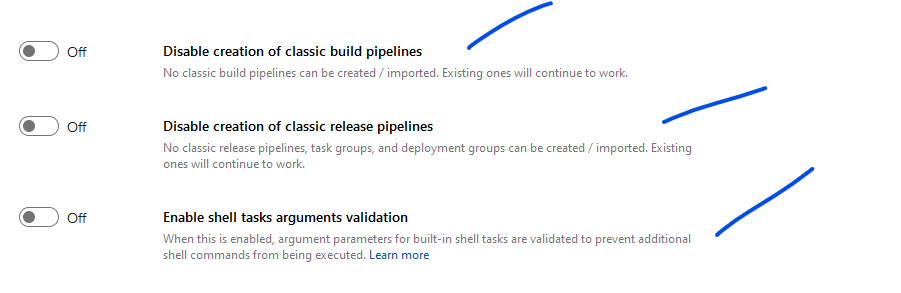 Off
Disable creation of classic build pipelines
No classic build pipelines can be created / imported. Existing ones will continue to work.
Off
Disable creation of classic release pipelines
No classic release pipelines, task groups, and deployment groups can be created / imported. Existing
ones will continue to work.
Off
Enable shell tasks arguments validation
When this is enabled, argument parameters for built-in shell tasks are validated to prevent additional
shell commands from being executed. Learn more